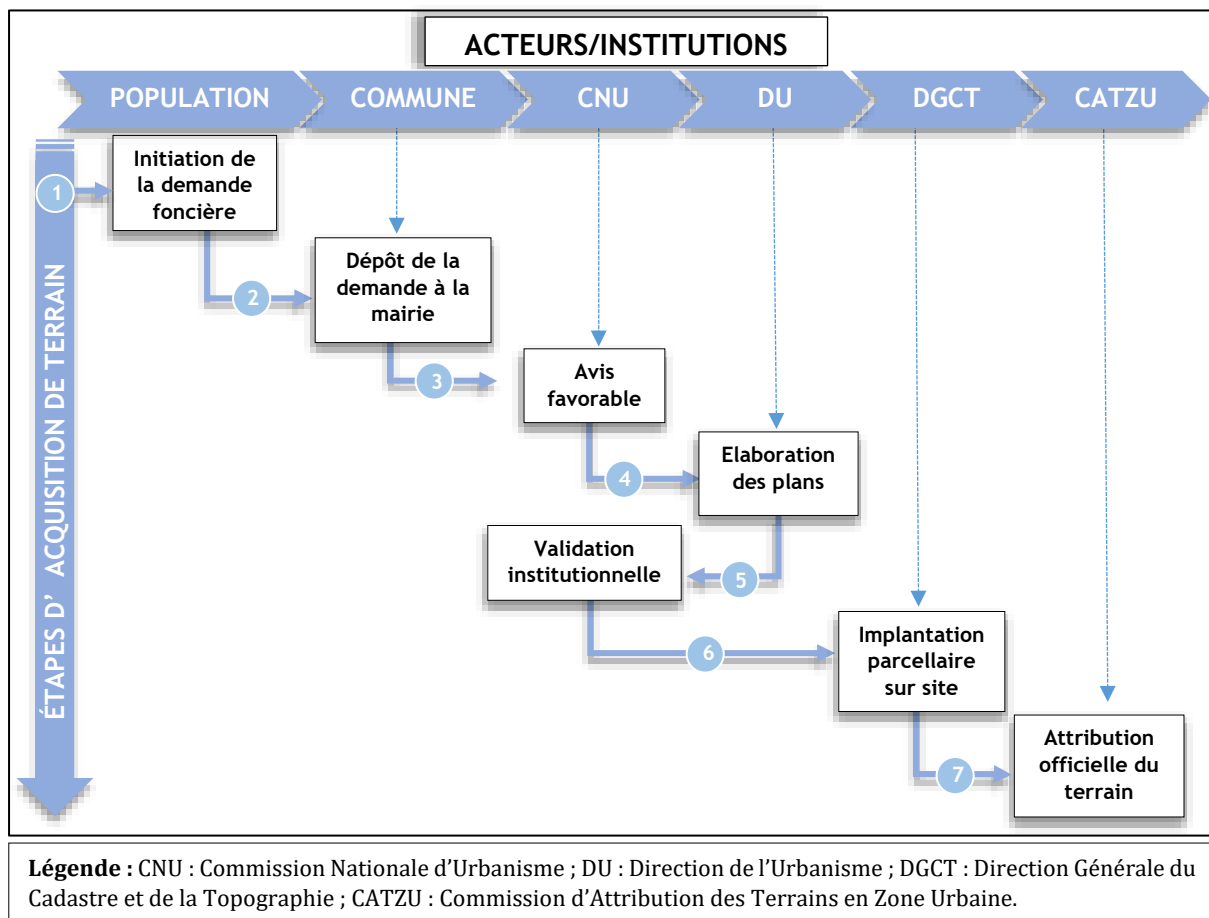 ACTEURS/INSTITUTIONS
POPULATION
COMMUNE
CNU
DU
DGCT
CATZU
ÉTAPES D’ ACQUISITION DE TERRAIN
1
Initiation de
la demande
foncière
2
Dépôt de la
demande à la
mairie
3
Avis
favorable
4
Elaboration
des plans
5
Validation
institutionnelle
6
Implantation
parcellaire
sur site
7
Attribution
officielle du
terrain
Légende : CNU : Commission Nationale d’Urbanisme ; DU : Direction de l’Urbanisme ; DGCT : Direction Générale du
Cadastre et de la Topographie ; CATZU : Commission d’Attribution des Terrains en Zone Urbaine.